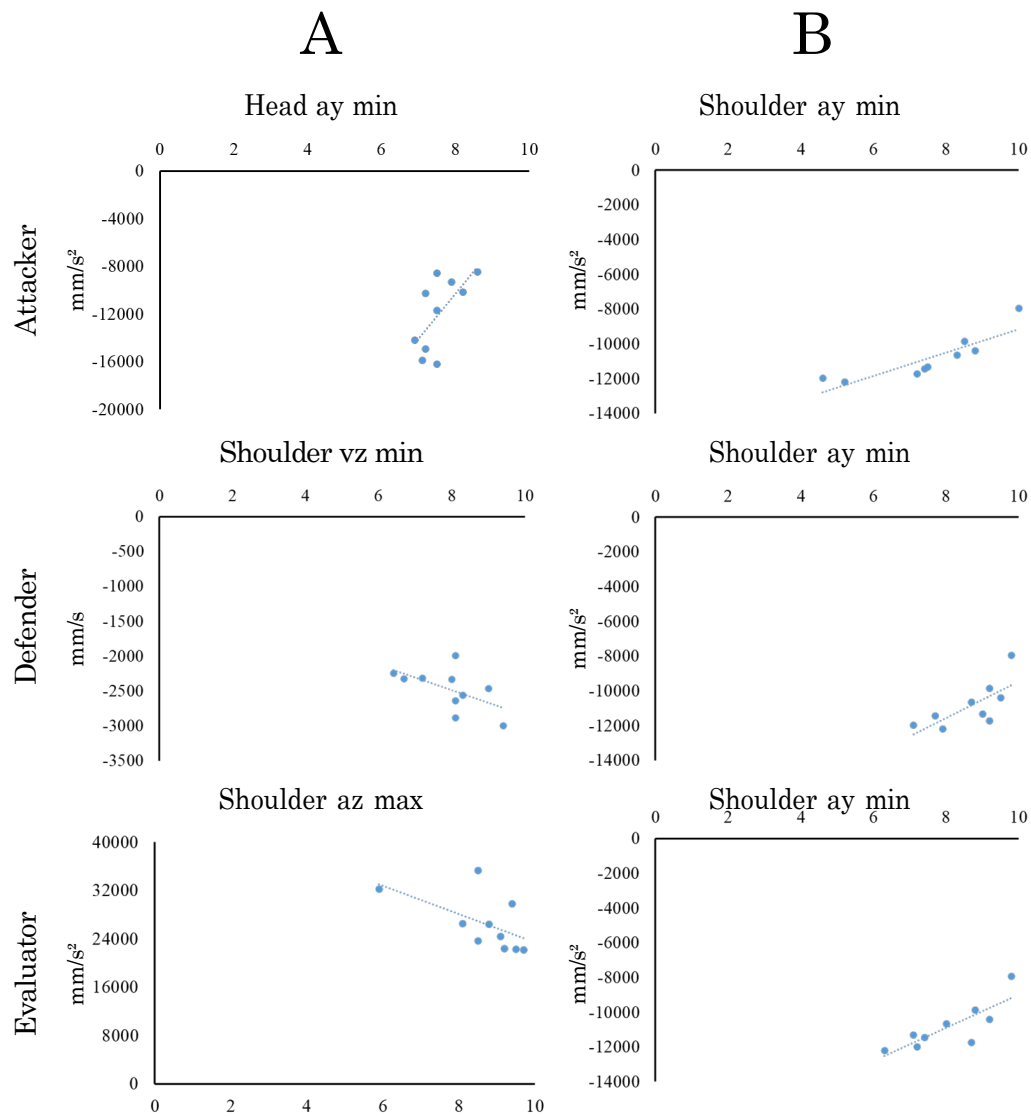 A
B
Head ay min
Shoulder ay min
0 2 4 6 8 10
0 2 4 6 8 10
Attacker
mm/s²
0
-4000
-8000
-12000
-16000
-20000
mm/s²
0
-2000
-4000
-6000
-8000
-10000
-12000
-14000
Shoulder vz min
Shoulder ay min
0 2 4 6 8 10
0 2 4 6 8 10
Defender
mm/s
0
-500
-1000
-1500
-2000
-2500
-3000
-3500
mm/s²
0
-2000
-4000
-6000
-8000
-10000
-12000
-14000
Shoulder az max
Shoulder ay min
0 2 4 6 8 10
Evaluator
mm/s²
40000
32000
24000
16000
8000
0
0 2 4 6 8 10
mm/s²
0
-2000
-4000
-6000
-8000
-10000
-12000
-14000